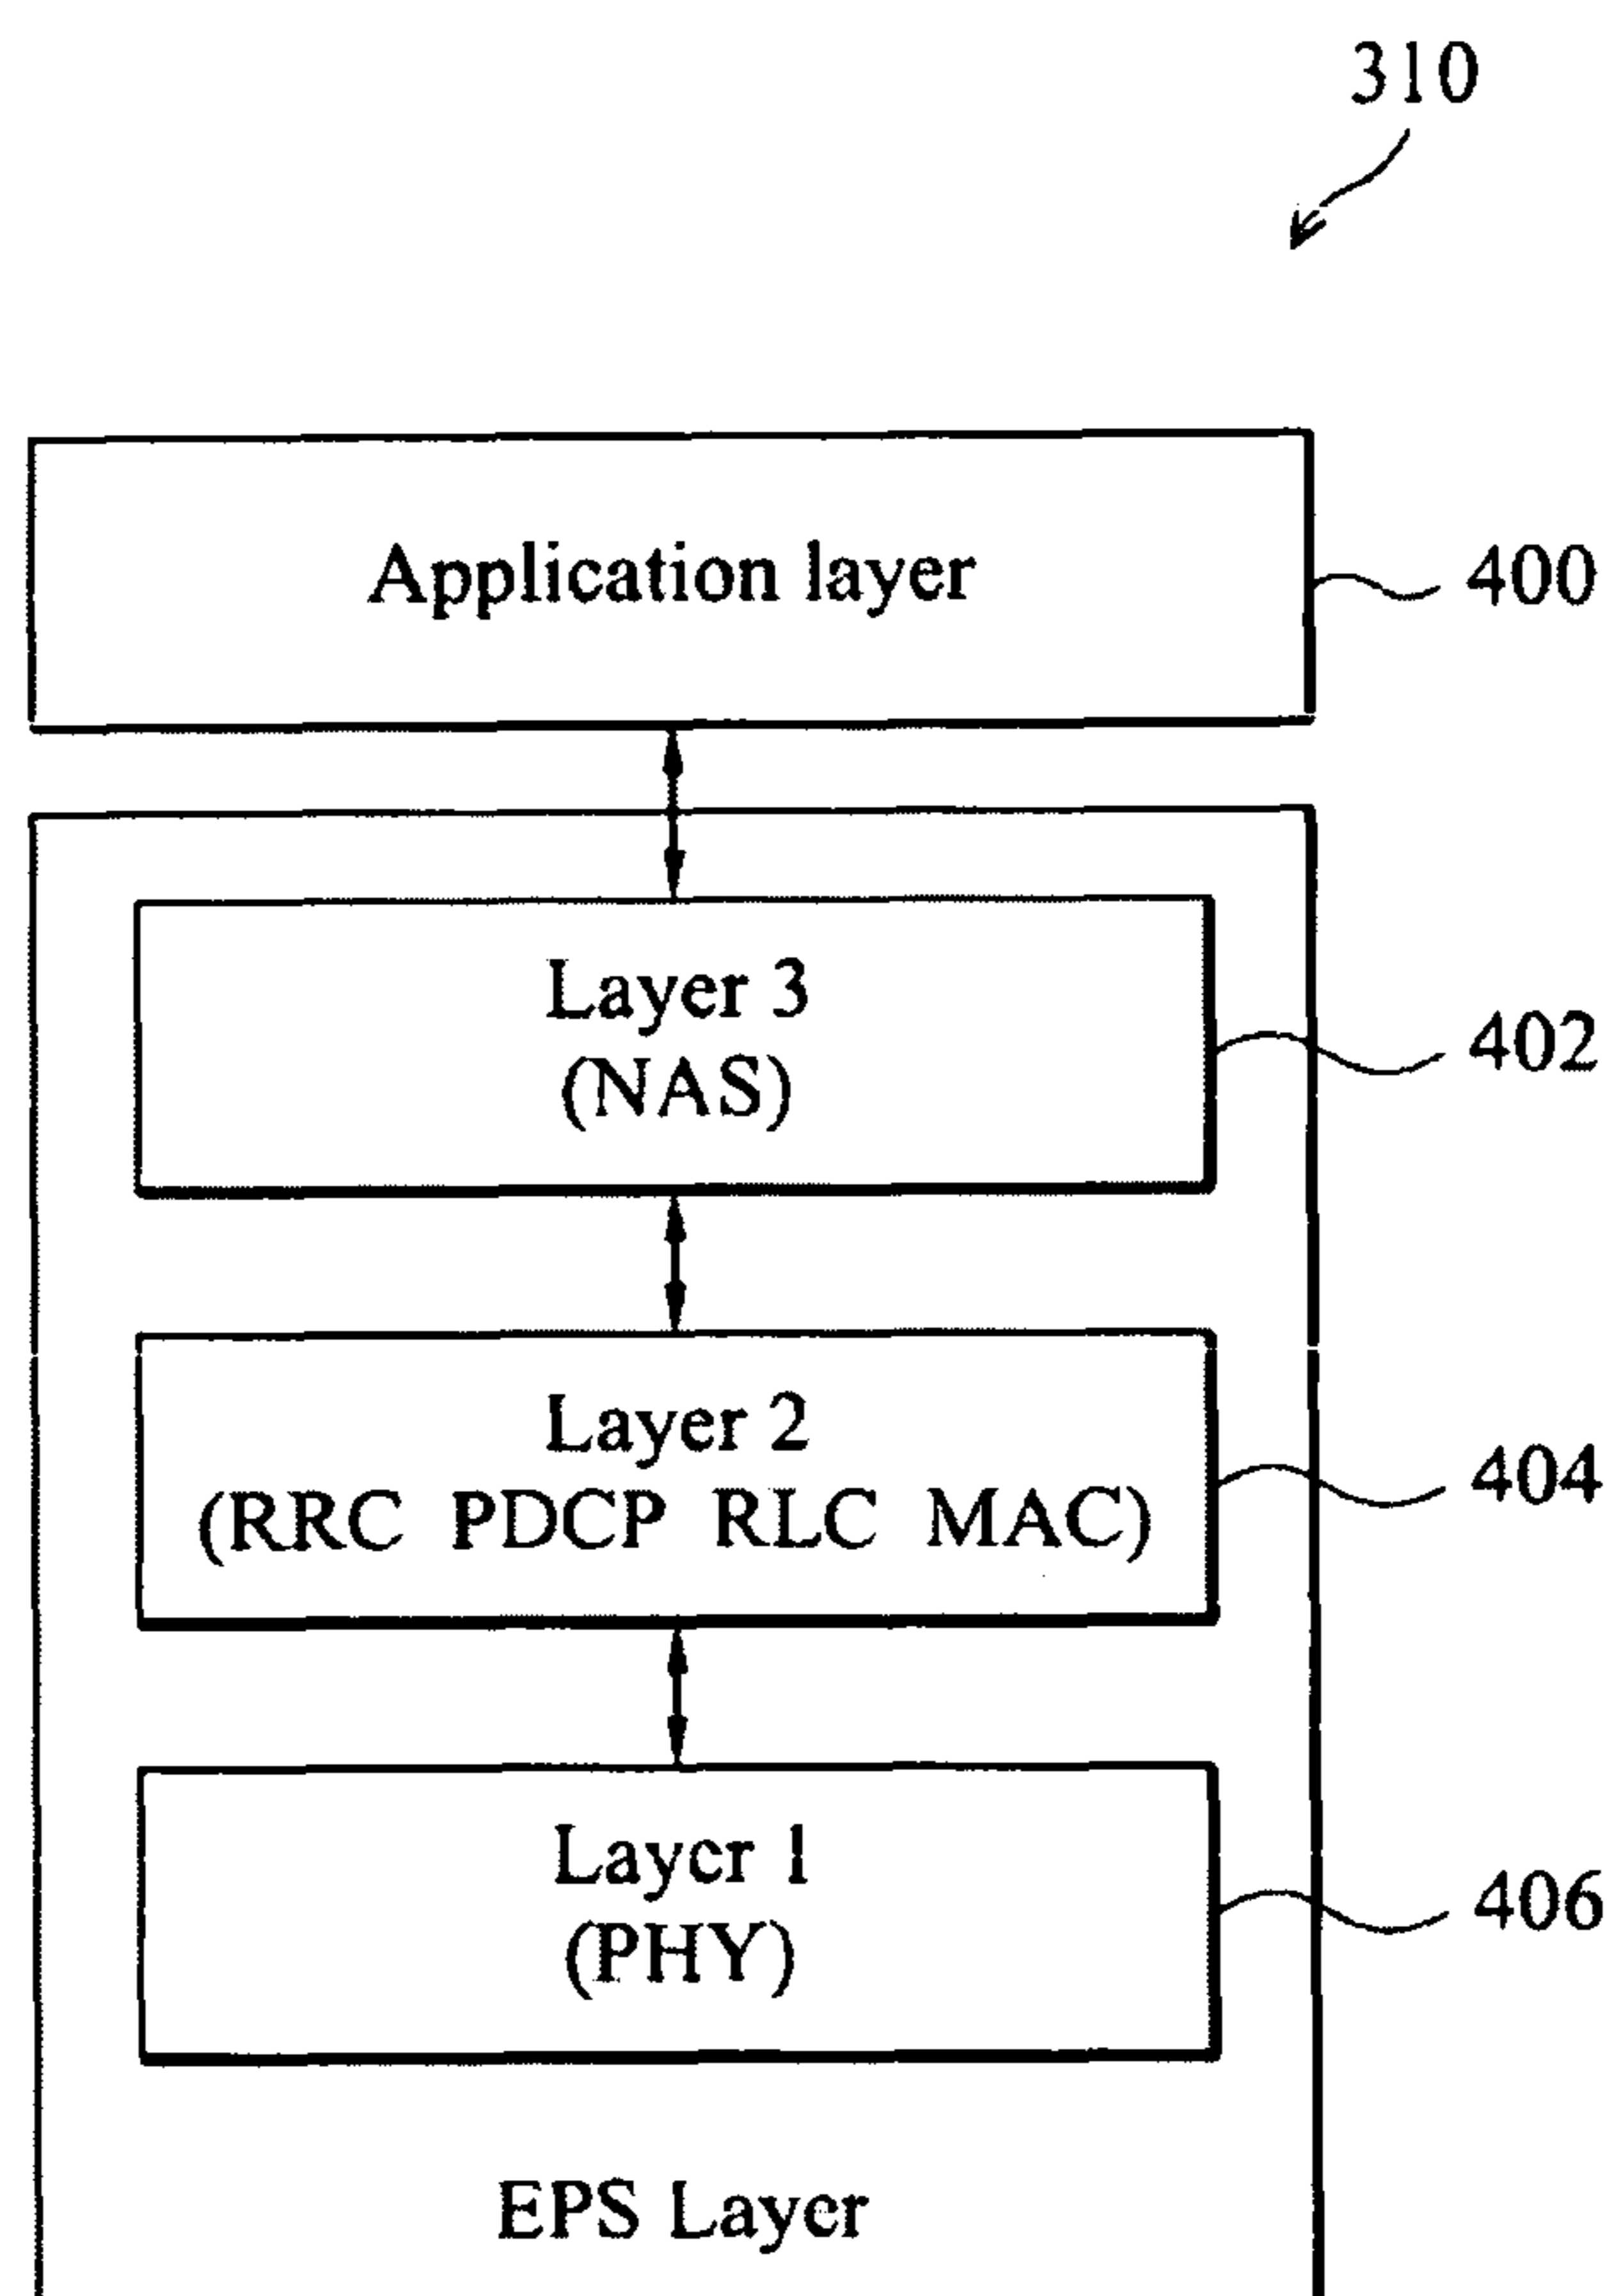 310
Application layer
400
Layer 3
(NAS)
402
Layer 2
(RRC PDCP RLC MAC)
404
Layer 1
(PHY)
406
EPS Layer